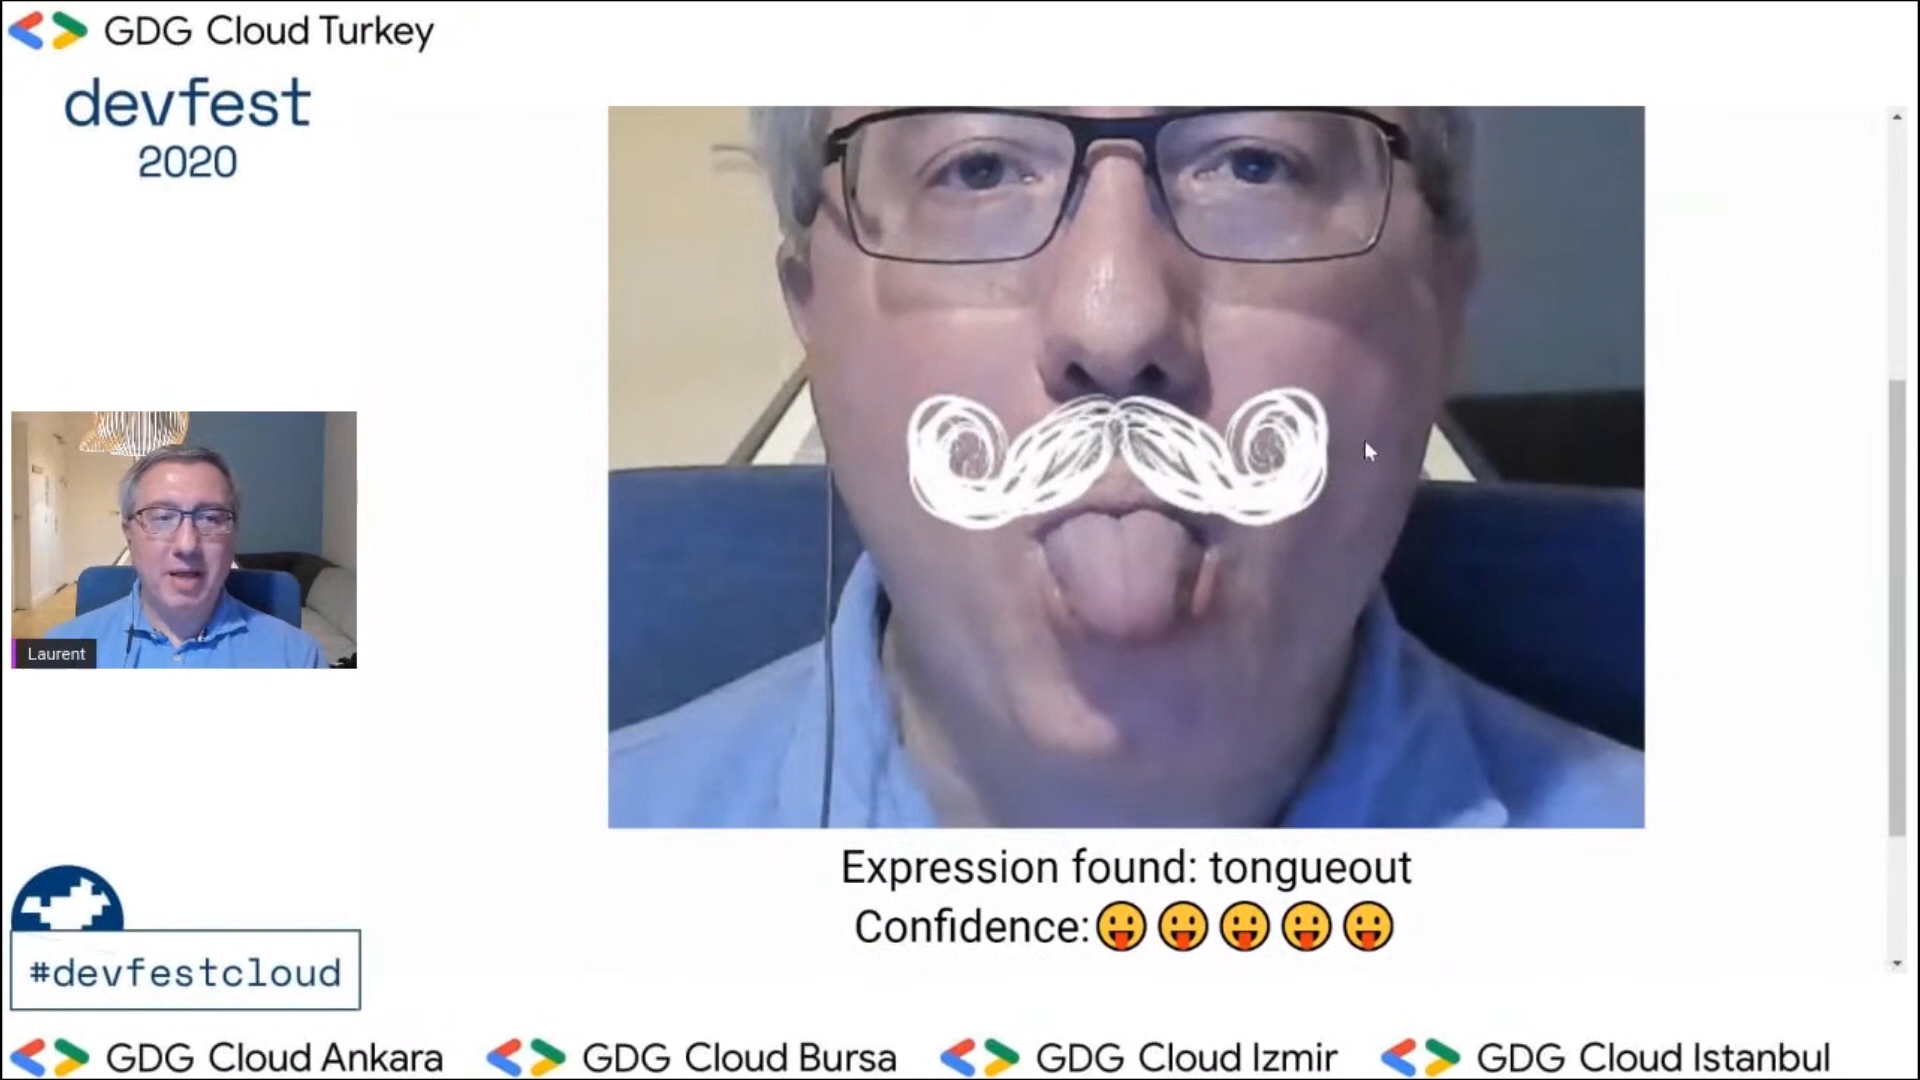 GDG Cloud Turkey
devfest
2020
Laurent
Expression found: tongueout
Confidence:😛😛😛😛😛
#devfestcloud
GDG Cloud Ankara
GDG Cloud Bursa
GDG Cloud Izmir
GDG Cloud Istanbul